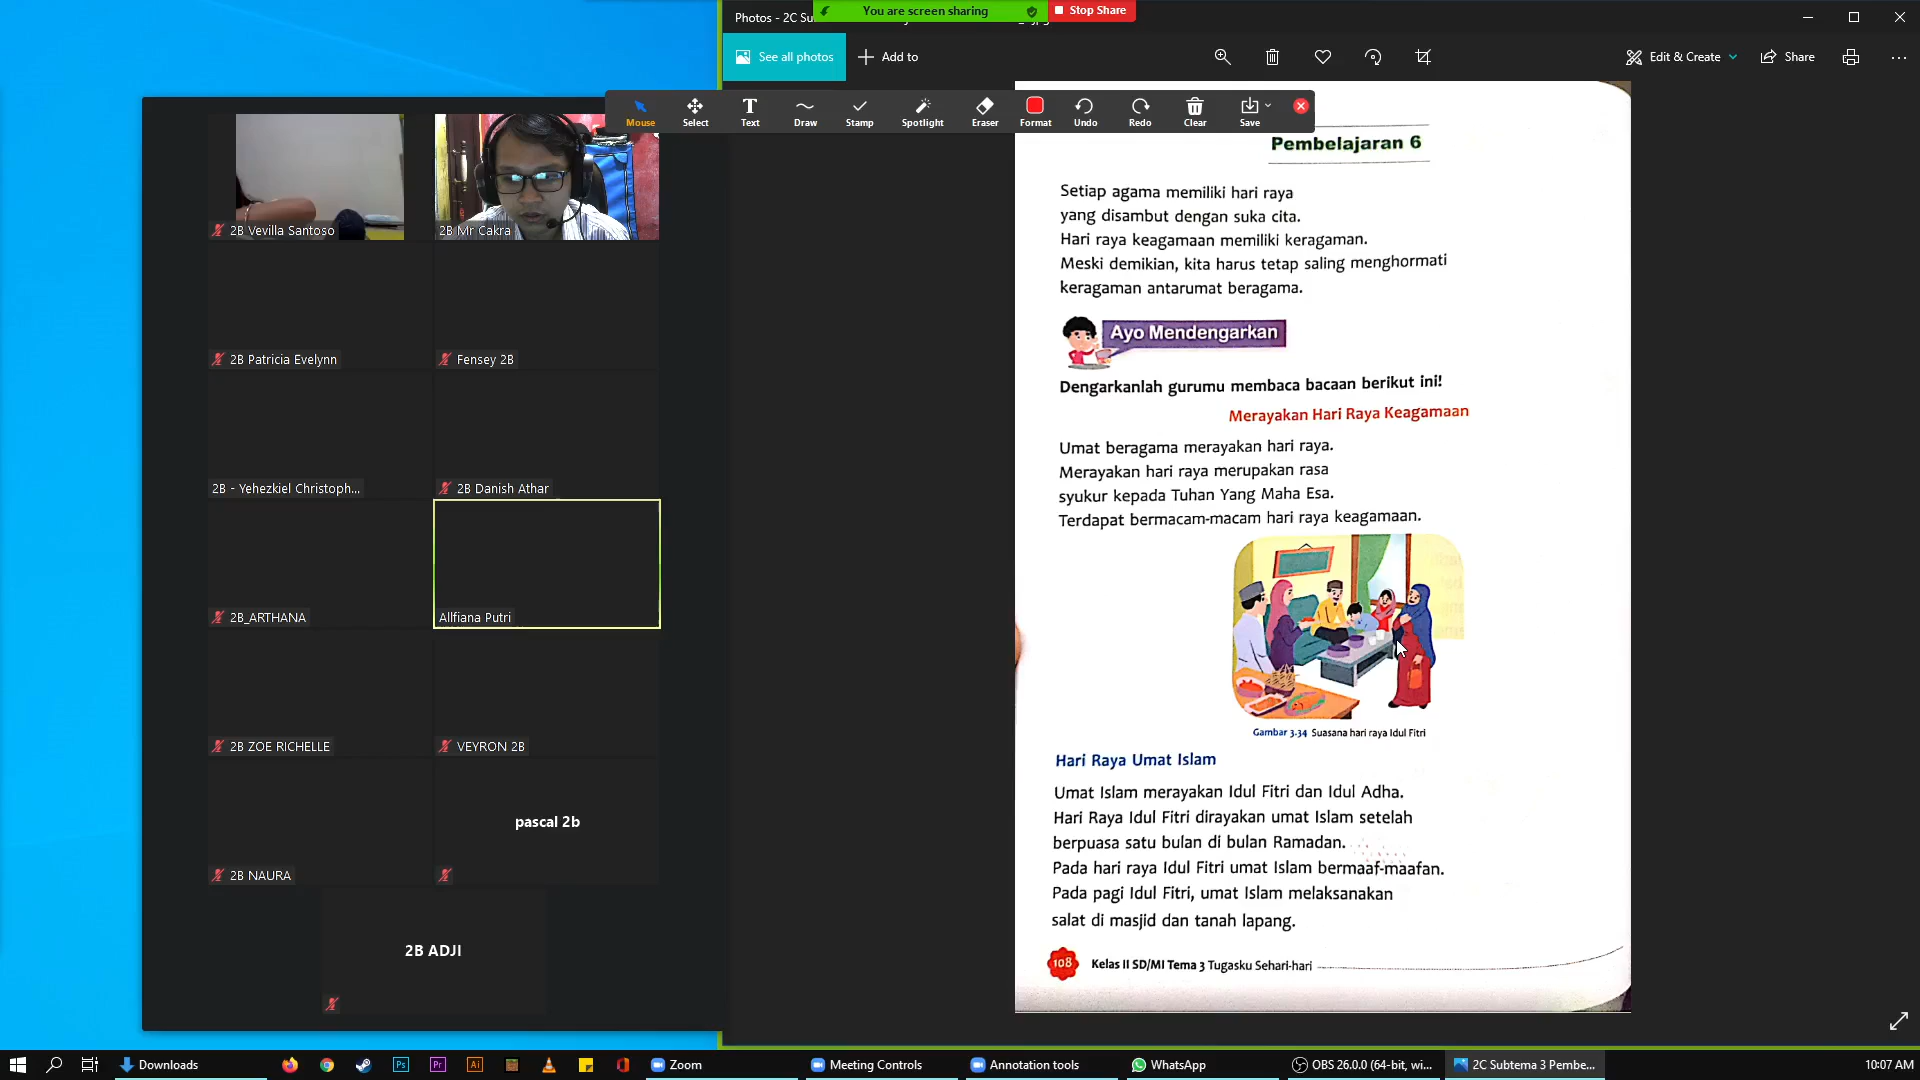 Photos - 2C Su
You are screen sharing
Stop Share
See all photos
Add to
Edit & Create
Share
Mouse
Select
Text
Draw
Stamp
Spotlight
Eraser
Format
Undo
Redo
Clear
Save
2B Vevilla Santoso
2B Mr Cakra
2B Patricia Evelynn
Fensey 2B
2B - Yehezkiel Christoph...
2B Danish Athar
2B_ARTHANA
Allfiana Putri
2B ZOE RICHELLE
VEYRON 2B
2B NAURA
pascal 2b
2B ADJI
Pembelajaran 6
Setiap agama memiliki hari raya
yang disambut dengan suka cita.
Hari raya keagamaan memiliki keragaman.
Meski demikian, kita harus tetap saling menghormati
keragaman antarumat beragama.
Ayo Mendengarkan
Dengarkanlah gurumu membaca bacaan berikut ini!
Merayakan Hari Raya Keagamaan
Umat beragama merayakan hari raya.
Merayakan hari raya merupakan rasa
syukur kepada Tuhan Yang Maha Esa.
Terdapat bermacam-macam hari raya keagamaan.
Gambar 3.34 Suasana hari raya Idul Fitri
Hari Raya Umat Islam
Umat Islam merayakan Idul Fitri dan Idul Adha.
Hari Raya Idul Fitri dirayakan umat Islam setelah
berpuasa satu bulan di bulan Ramadan.
Pada hari raya Idul Fitri umat Islam bermaaf-maafan.
Pada pagi Idul Fitri, umat Islam melaksanakan
salat di masjid dan tanah lapang.
108 Kelas II SD/MI Tema 3 Tugasku Sehari-hari
Downloads
Ps
Pr
Ai
Zoom
Meeting Controls
Annotation tools
WhatsApp
OBS 26.0.0 (64-bit, wi...
2C Subtema 3 Pembe...
10:07 AM